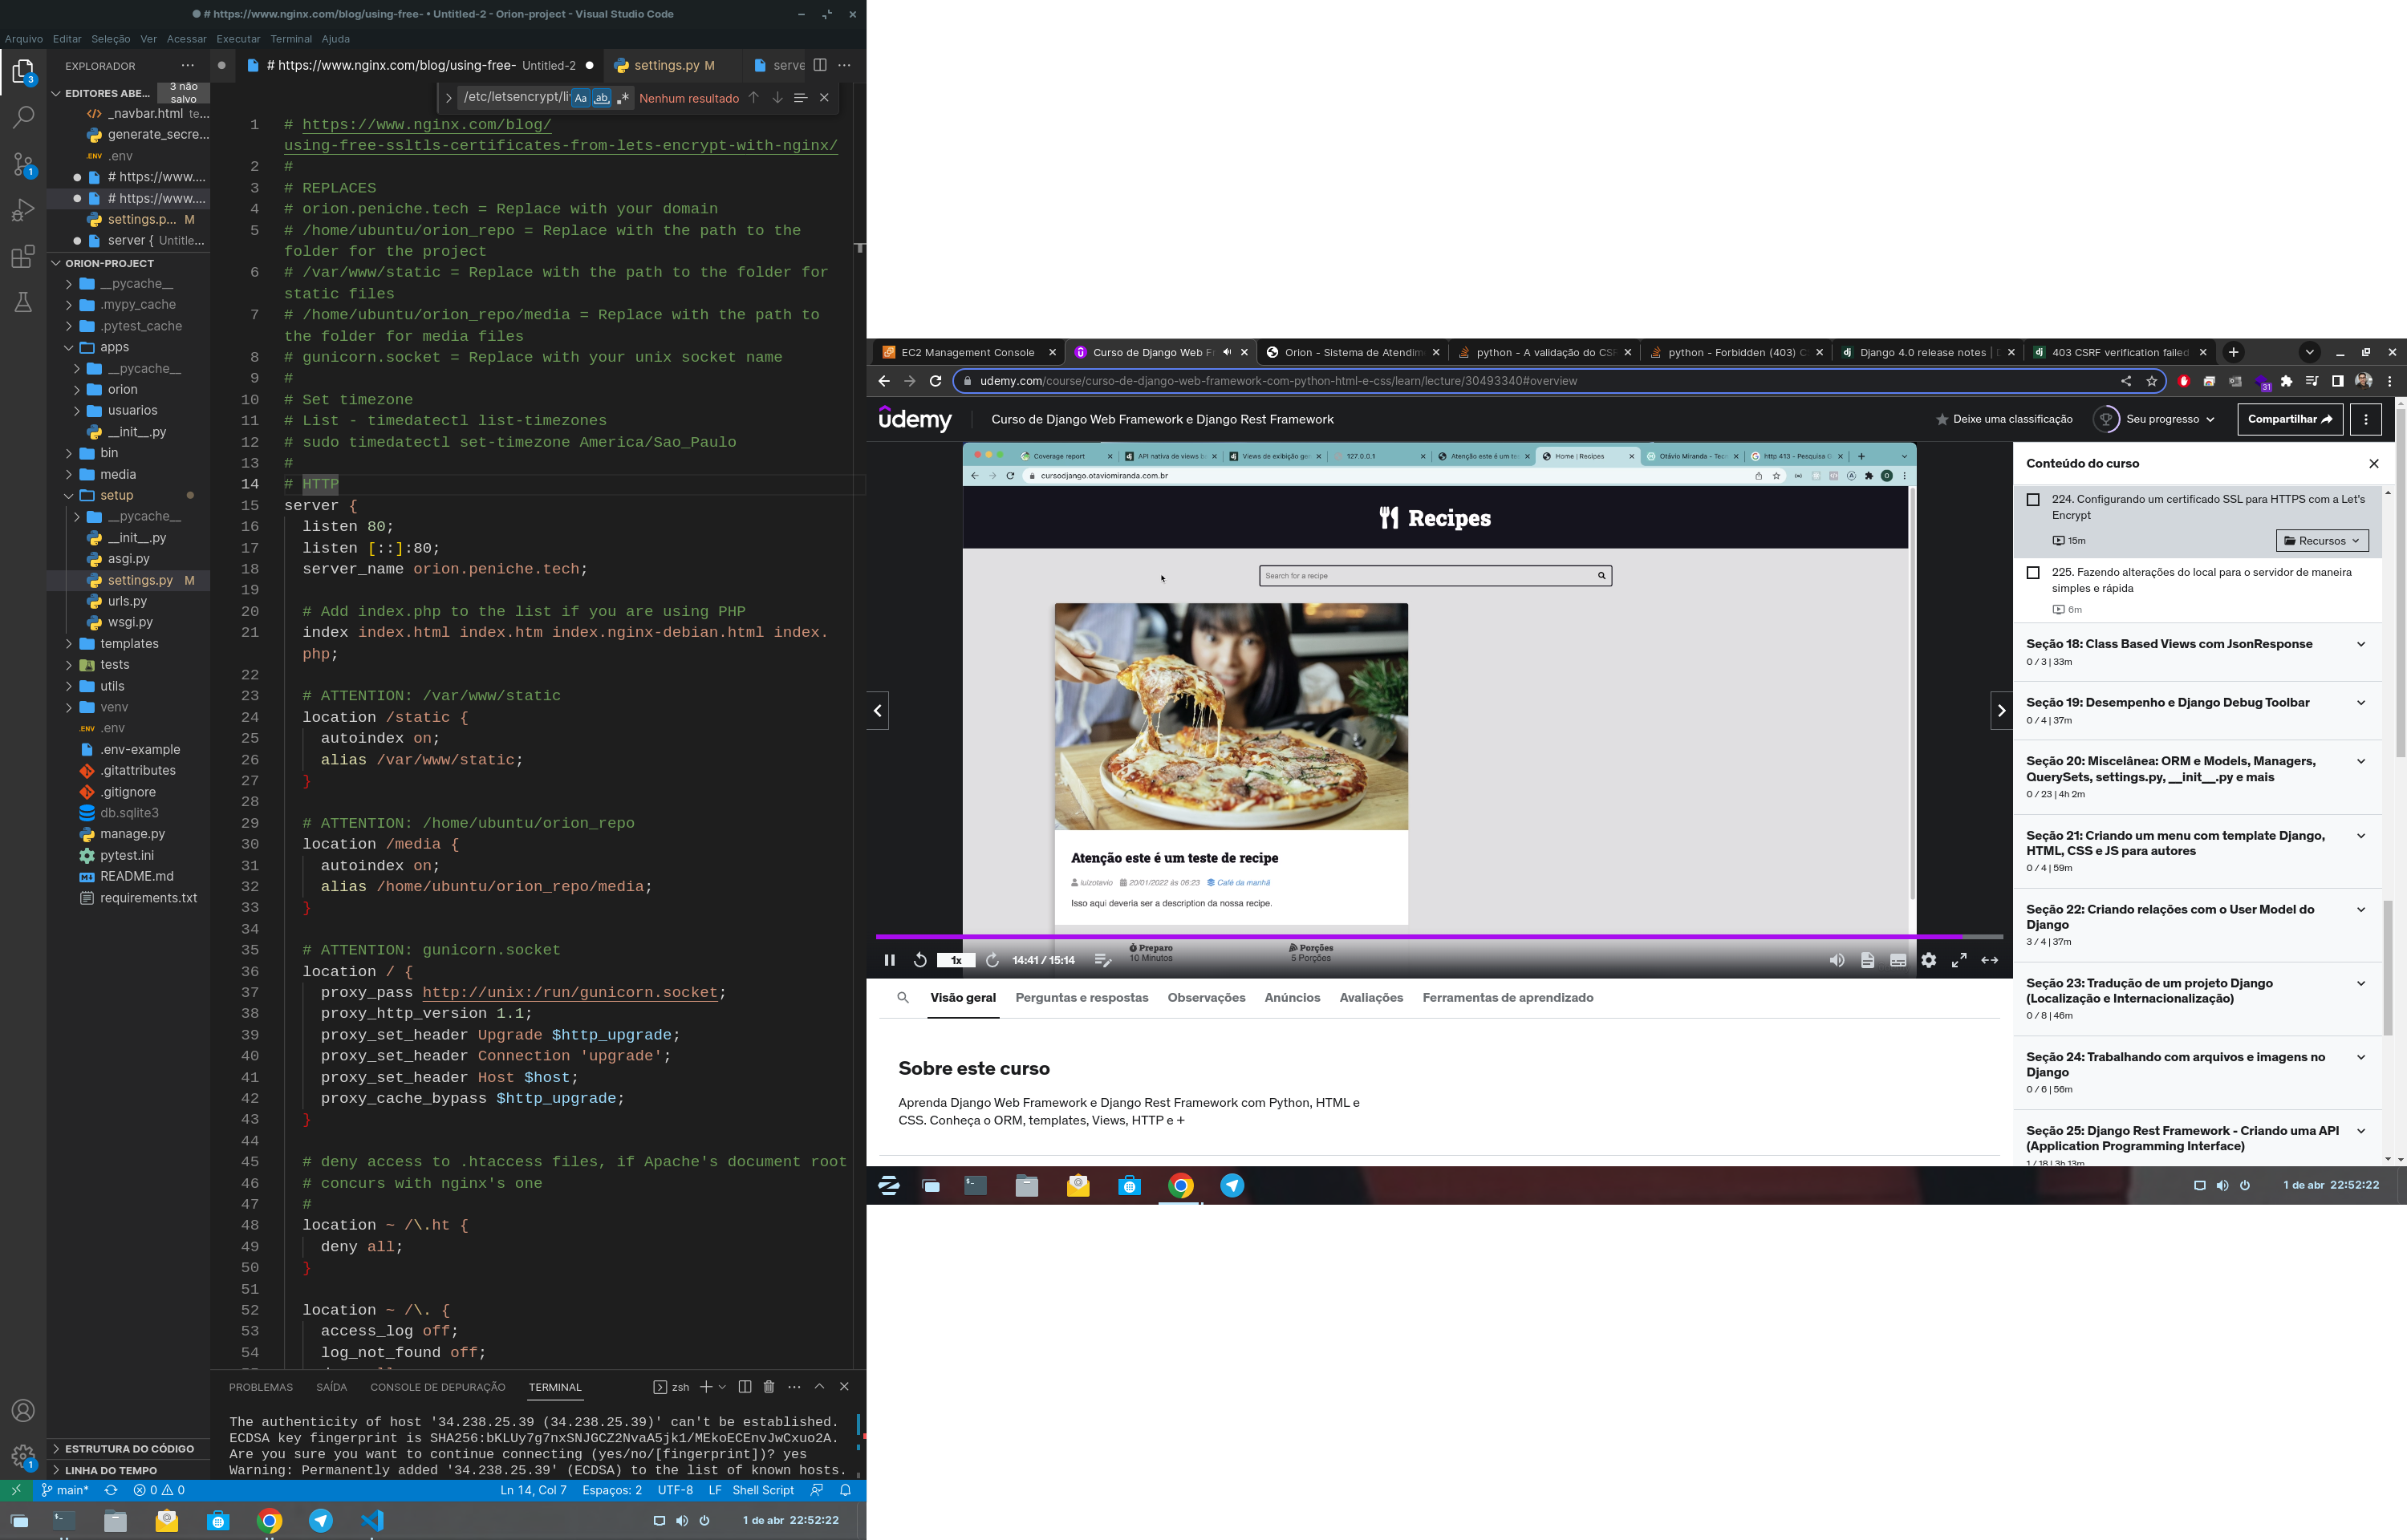 # https://www.nginx.com/blog/using-free- • Untitled-2 - Orion-project - Visual Studio Code
Arquivo Editar Seleção Ver Acessar Executar Terminal Ajuda
EXPLORADOR
# https://www.nginx.com/blog/using-free- Untitled-2
settings.py M
serve
EDITORES ABE...
3 não salvo
_navbar.html te...
generate_secre...
.env
# https://www....
# https://www....
settings.p... M
server { Untitle...
ORION-PROJECT
__pycache__
.mypy_cache
.pytest_cache
apps
__pycache__
orion
usuarios
__init__.py
bin
media
setup
__pycache__
__init__.py
asgi.py
settings.py M
urls.py
wsgi.py
templates
tests
utils
venv
.env
.env-example
.gitattributes
.gitignore
db.sqlite3
manage.py
pytest.ini
README.md
requirements.txt
ESTRUTURA DO CÓDIGO
LINHA DO TEMPO
Aa ab Nenhum resultado
1 # https://www.nginx.com/blog/
using-free-ssltls-certificates-from-lets-encrypt-with-nginx/
2 #
3 # REPLACES
4 # orion.peniche.tech = Replace with your domain
5 # /home/ubuntu/orion_repo = Replace with the path to the
folder for the project
6 # /var/www/static = Replace with the path to the folder for
static files
7 # /home/ubuntu/orion_repo/media = Replace with the path to
the folder for media files
8 # gunicorn.socket = Replace with your unix socket name
9 #
10 # Set timezone
11 # List - timedatectl list-timezones
12 # sudo timedatectl set-timezone America/Sao_Paulo
13 #
14 # HTTP
15 server {
16 listen 80;
17 listen [::]:80;
18 server_name orion.peniche.tech;
19
20 # Add index.php to the list if you are using PHP
21 index index.html index.htm index.nginx-debian.html index.
php;
22
23 # ATTENTION: /var/www/static
24 location /static {
25 autoindex on;
26 alias /var/www/static;
27 }
28
29 # ATTENTION: /home/ubuntu/orion_repo
30 location /media {
31 autoindex on;
32 alias /home/ubuntu/orion_repo/media;
33 }
34
35 # ATTENTION: gunicorn.socket
36 location / {
37 proxy_pass http://unix:/run/gunicorn.socket;
38 proxy_http_version 1.1;
39 proxy_set_header Upgrade $http_upgrade;
40 proxy_set_header Connection 'upgrade';
41 proxy_set_header Host $host;
42 proxy_cache_bypass $http_upgrade;
43 }
44
45 # deny access to .htaccess files, if Apache's document root
46 # concurs with nginx's one
47 #
48 location ~ /\.ht {
49 deny all;
50 }
51
52 location ~ /\. {
53 access_log off;
54 log_not_found off;
PROBLEMAS SAÍDA CONSOLE DE DEPURAÇÃO TERMINAL zsh
The authenticity of host '34.238.25.39 (34.238.25.39)' can't be established.
ECDSA key fingerprint is SHA256:bKLUy7g7nxSNJGCZ2NvaA5jk1/MEkoECEnvJwCxuo2A.
Are you sure you want to continue connecting (yes/no/[fingerprint])? yes
Warning: Permanently added '34.238.25.39' (ECDSA) to the list of known hosts.
main* 0 0 Ln 14, Col 7 Espaços: 2 UTF-8 LF Shell Script
1 de abr 22:52:22
EC2 Management Console
Curso de Django Web Fr
Orion - Sistema de Atendim
python - A validação do CSR
python - Forbidden (403) C
Django 4.0 release notes |
403 CSRF verification failed
udemy.com/course/curso-de-django-web-framework-com-python-html-e-css/learn/lecture/30493340#overview
31
udemy
Curso de Django Web Framework e Django Rest Framework
Deixe uma classificação
Seu progresso
Compartilhar
Coverage report
API nativa de views b
Views de exibição ge
127.0.0.1
Atenção este é um te
Home | Recipes
Otávio Miranda - Tec
http 413 - Pesquisa G
cursodjango.otaviomiranda.com.br
Recipes
Search for a recipe
Atenção este é um teste de recipe
luizotavio 20/01/2022 às 06:23 Café da manhã
Isso aqui deveria ser a description da nossa recipe.
Preparo
10 Minutos
Porções
5 Porções
1x 14:41 / 15:14
Conteúdo do curso
224. Configurando um certificado SSL para HTTPS com a Let's
Encrypt
15m
Recursos
225. Fazendo alterações do local para o servidor de maneira
simples e rápida
6m
Seção 18: Class Based Views com JsonResponse
0 / 3 | 33m
Seção 19: Desempenho e Django Debug Toolbar
0 / 4 | 37m
Seção 20: Miscelânea: ORM e Models, Managers,
QuerySets, settings.py, __init__.py e mais
0 / 23 | 4h 2m
Seção 21: Criando um menu com template Django,
HTML, CSS e JS para autores
0 / 4 | 59m
Seção 22: Criando relações com o User Model do
Django
3 / 4 | 37m
Seção 23: Tradução de um projeto Django
(Localização e Internacionalização)
0 / 8 | 46m
Seção 24: Trabalhando com arquivos e imagens no
Django
0 / 6 | 56m
Seção 25: Django Rest Framework - Criando uma API
(Application Programming Interface)
1 / 18 | 3h 13m
Visão geral Perguntas e respostas Observações Anúncios Avaliações Ferramentas de aprendizado
Sobre este curso
Aprenda Django Web Framework e Django Rest Framework com Python, HTML e
CSS. Conheça o ORM, templates, Views, HTTP e +
1 de abr 22:52:22